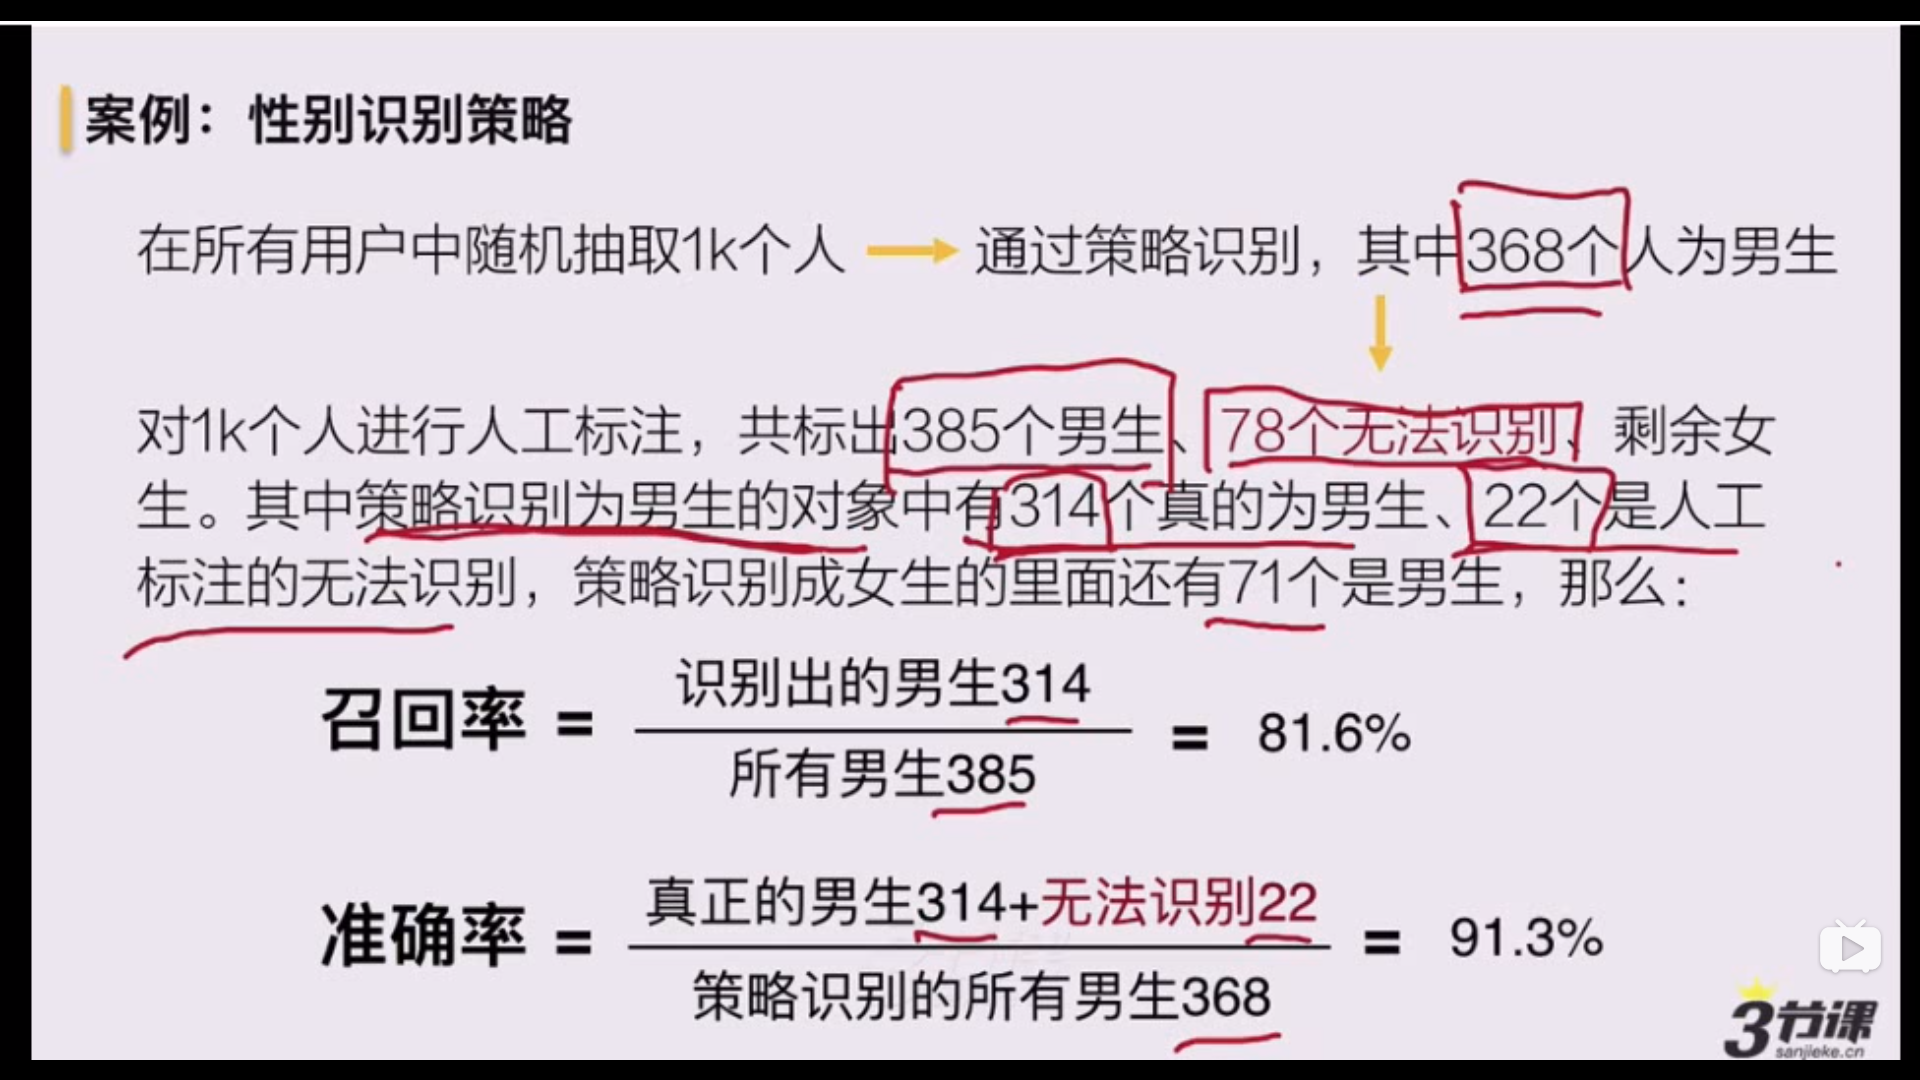 案例：性别识别策略
在所有用户中随机抽取1k个人 → 通过策略识别，其中368个人为男生
对1k个人进行人工标注，共标出385个男生、78个无法识别、剩余女
生。其中策略识别为男生的对象中有314个真的为男生、22个是人工
标注的无法识别，策略识别成女生的里面还有71个是男生，那么：
识别出的男生314
召回率 = = 81.6%
所有男生385
真正的男生314+无法识别22
准确率 = = 91.3%
策略识别的所有男生368
3节课
sanjieke.cn